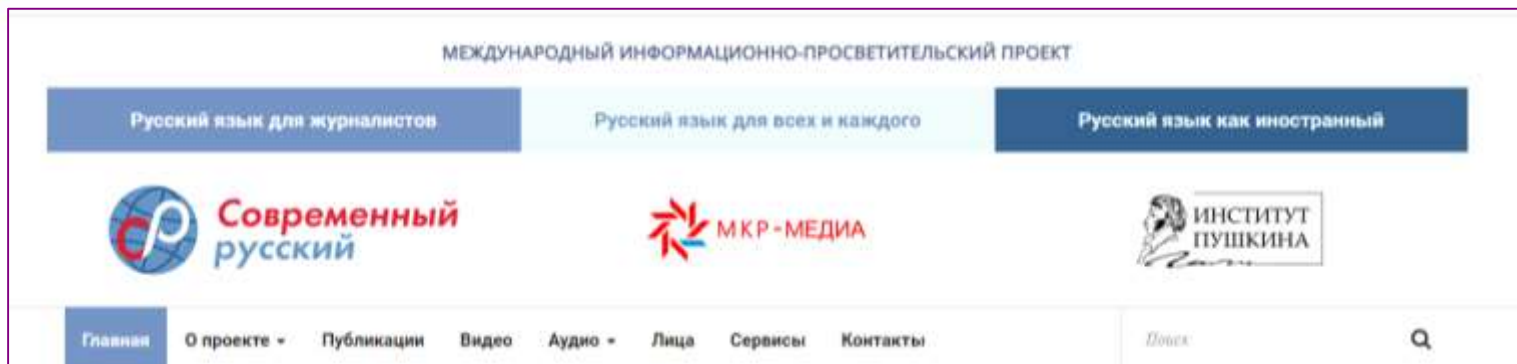 МЕЖДУНАРОДНЫЙ ИНФОРМАЦИОННО-ПРОСВЕТИТЕЛЬСКИЙ ПРОЕКТ
Русский язык для журналистов
Русский язык для всех и каждого
Русский язык как иностранный
Современный
русский
МКР-МЕДИА
ИНСТИТУТ
ПУШКИНА
Главная
О проекте
Публикации
Видео
Аудио
Лица
Сервисы
Контакты
Поиск